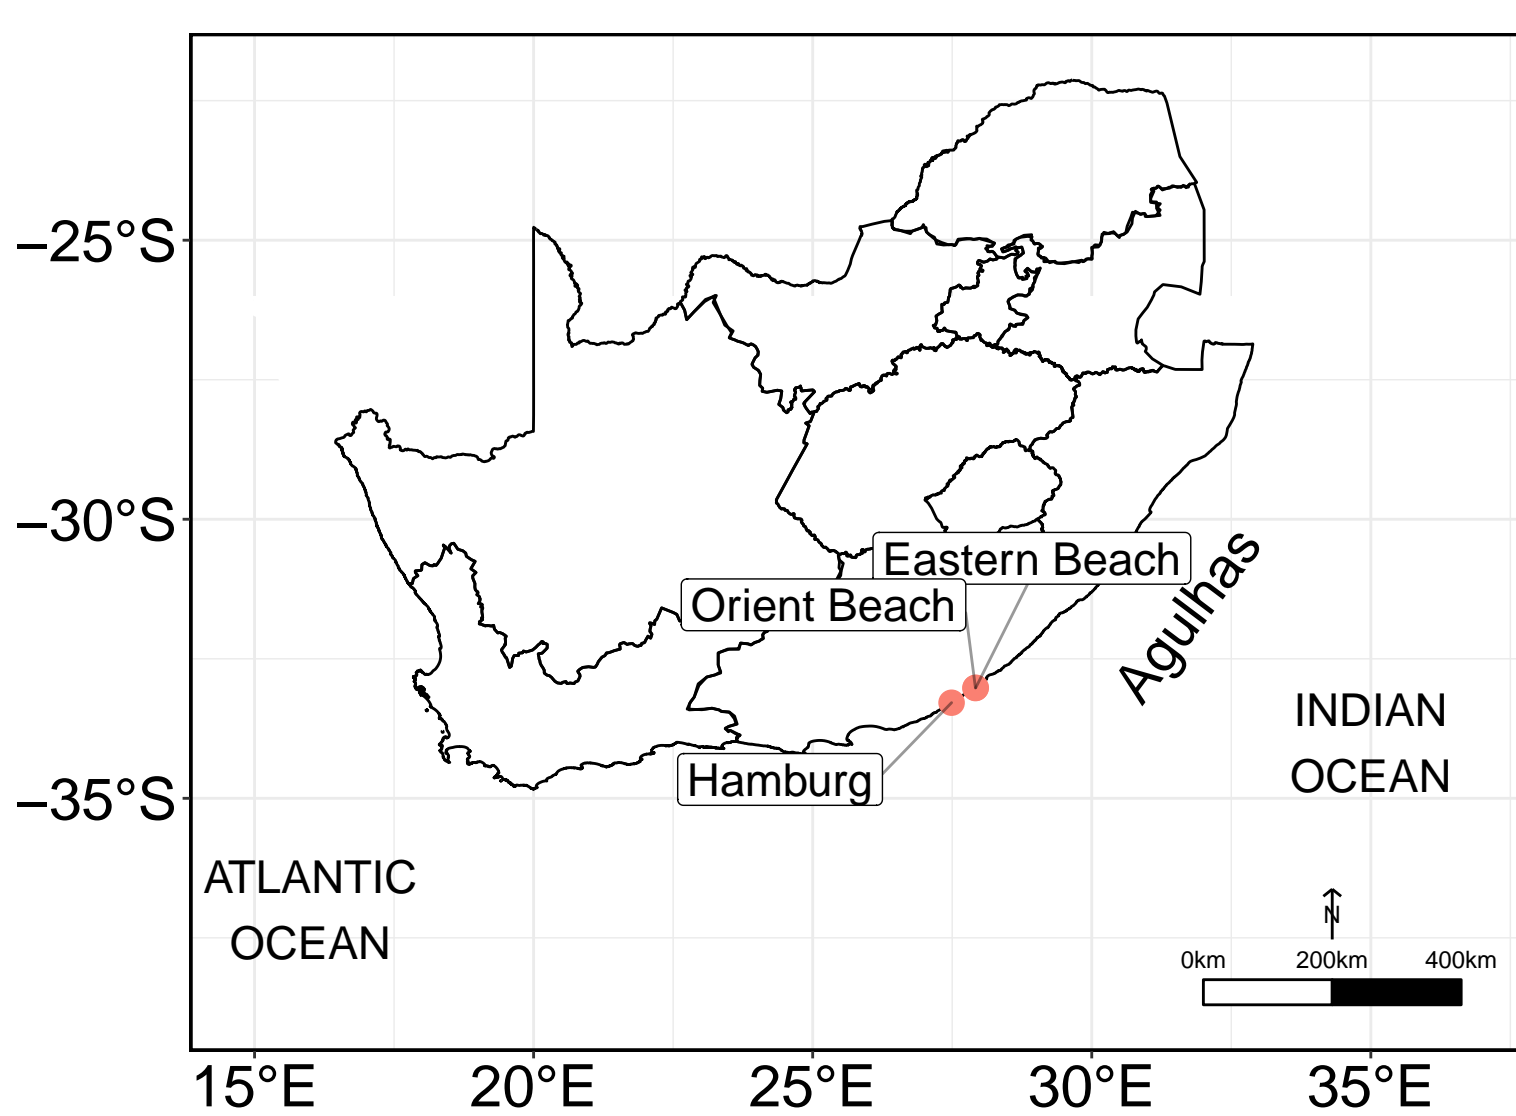 −25°S
−30°S
−35°S
Eastern Beach
Orient Beach
Agulhas
Hamburg
INDIAN
OCEAN
ATLANTIC
OCEAN
N
0km 200km 400km
15°E 20°E 25°E 30°E 35°E